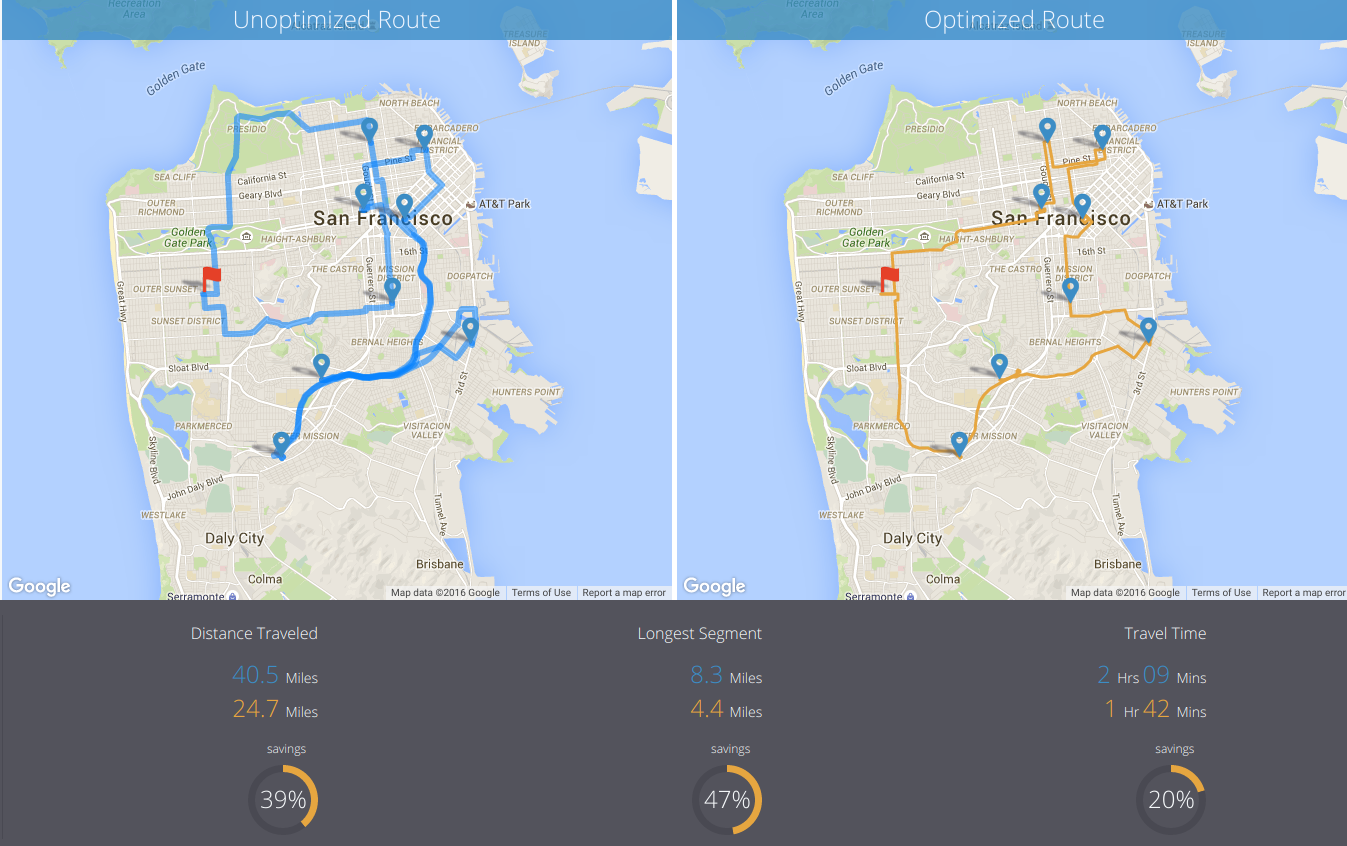 Unoptimized Route
Recreation
Area
TREASURE
ISLAND
Golden Gate
NORTH BEACH
PRESIDIO
EMBARCADERO
FINANCIAL
DISTRICT
Pine St
SEA CLIFF
California St
Geary Blvd
OUTER
RICHMOND
AT&T Park
San Francisco
Golden
Gate Park
HAIGHT-ASHBURY
16th St
THE CASTRO
MISSION
DISTRICT
DOGPATCH
Guerrero St
Great Hwy
OUTER SUNSET
SUNSET DISTRICT
BERNAL HEIGHTS
Sloat Blvd
3rd St
HUNTERS POINT
PARKMERCED
OUTER MISSION
VISITACION
VALLEY
Skyline Blvd
John Daly Blvd
Tunnel Ave
WESTLAKE
Daly City
Brisbane
Colma
Serramonte
Google
Map data ©2016 Google
Terms of Use
Report a map error
Optimized Route
Recreation
Area
TREASURE
ISLAND
Golden Gate
NORTH BEACH
PRESIDIO
EMBARCADERO
FINANCIAL
DISTRICT
Pine St
SEA CLIFF
California St
Geary Blvd
OUTER
RICHMOND
AT&T Park
San Francisco
Golden
Gate Park
HAIGHT-ASHBURY
16th St
THE CASTRO
MISSION
DISTRICT
DOGPATCH
Guerrero St
Great Hwy
OUTER SUNSET
SUNSET DISTRICT
BERNAL HEIGHTS
Sloat Blvd
3rd St
HUNTERS POINT
PARKMERCED
OUTER MISSION
VISITACION
VALLEY
Skyline Blvd
John Daly Blvd
Tunnel Ave
WESTLAKE
Daly City
Brisbane
Colma
Serramonte
Google
Map data ©2016 Google
Terms of Use
Report a map error
Distance Traveled
40.5 Miles
24.7 Miles
savings
39%
Longest Segment
8.3 Miles
4.4 Miles
savings
47%
Travel Time
2 Hrs 09 Mins
1 Hr 42 Mins
savings
20%